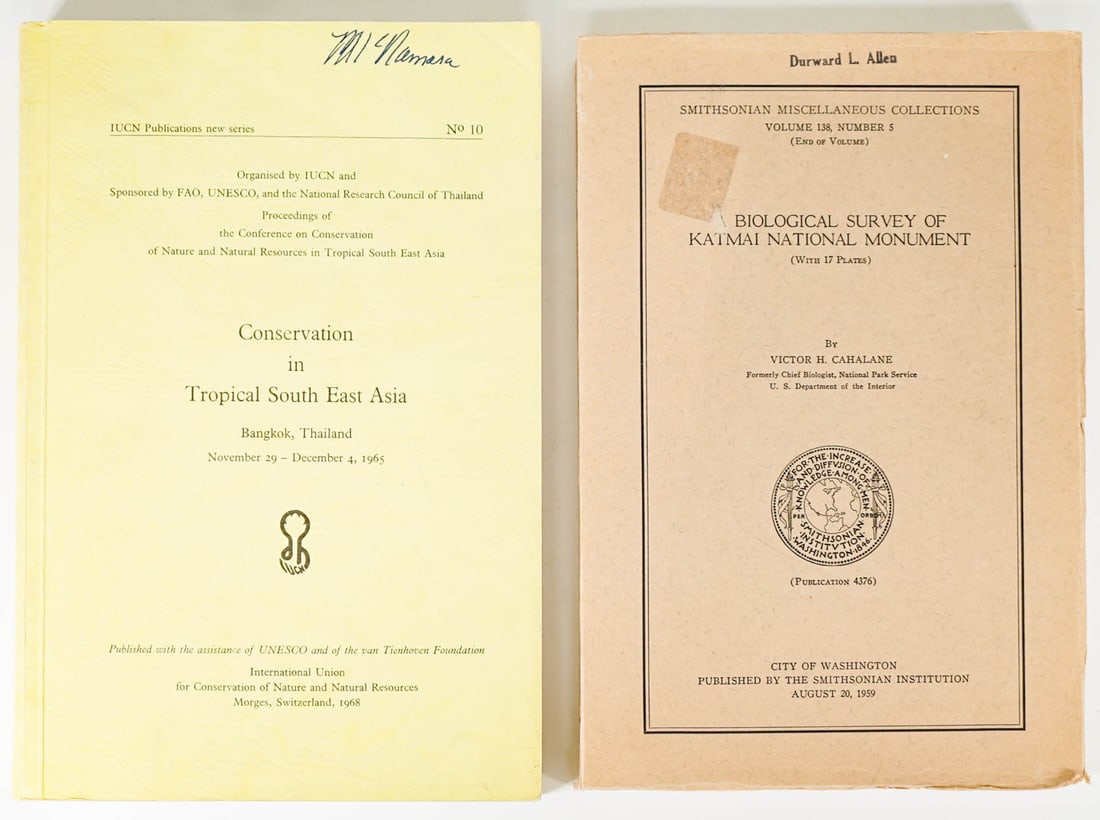 McNamara
IUCN Publications new series Nº 10
Organised by IUCN and
Sponsored by FAO, UNESCO, and the National Research Council of Thailand
Proceedings of
the Conference on Conservation
of Nature and Natural Resources in Tropical South East Asia
Conservation
in
Tropical South East Asia
Bangkok, Thailand
November 29 – December 4, 1965
IUCN
Published with the assistance of UNESCO and of the van Tienhoven Foundation
International Union
for Conservation of Nature and Natural Resources
Morges, Switzerland, 1968
Durward L. Allen
SMITHSONIAN MISCELLANEOUS COLLECTIONS
VOLUME 138, NUMBER 5
(END OF VOLUME)
A BIOLOGICAL SURVEY OF
KATMAI NATIONAL MONUMENT
(WITH 17 PLATES)
BY
VICTOR H. CAHALANE
Formerly Chief Biologist, National Park Service
U. S. Department of the Interior
FOR·THE·INCREASE
AND·DIFFVSION·OF
KNOWLEDGE·AMONG·MEN
PER ORBEM
SMITHSONIAN
INSTITVTION
WASHINGTON·1846
(PUBLICATION 4376)
CITY OF WASHINGTON
PUBLISHED BY THE SMITHSONIAN INSTITUTION
AUGUST 20, 1959